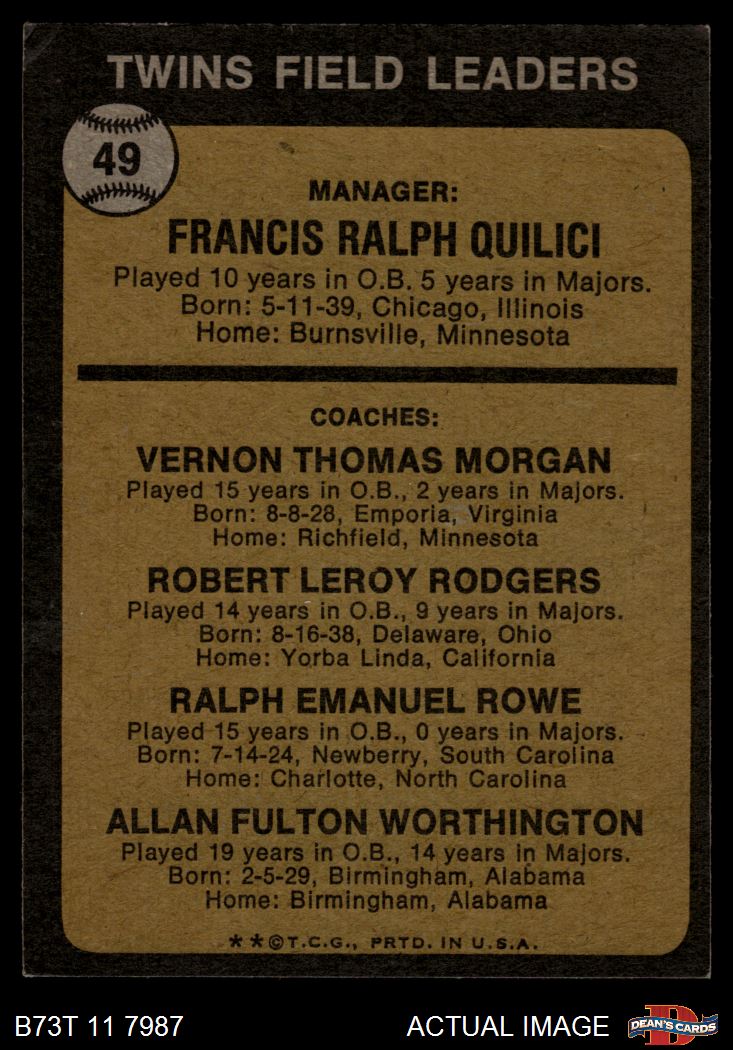 TWINS FIELD LEADERS
49
MANAGER:
FRANCIS RALPH QUILICI
Played 10 years in O.B. 5 years in Majors.
Born: 5-11-39, Chicago, Illinois
Home: Burnsville, Minnesota
COACHES:
VERNON THOMAS MORGAN
Played 15 years in O.B., 2 years in Majors.
Born: 8-8-28, Emporia, Virginia
Home: Richfield, Minnesota
ROBERT LEROY RODGERS
Played 14 years in O.B., 9 years in Majors.
Born: 8-16-38, Delaware, Ohio
Home: Yorba Linda, California
RALPH EMANUEL ROWE
Played 15 years in O.B., 0 years in Majors.
Born: 7-14-24, Newberry, South Carolina
Home: Charlotte, North Carolina
ALLAN FULTON WORTHINGTON
Played 19 years in O.B., 14 years in Majors.
Born: 2-5-29, Birmingham, Alabama
Home: Birmingham, Alabama
**©T.C.G., PRTD. IN U.S.A.
B73T 11 7987 ACTUAL IMAGE D DEAN'S CARDS